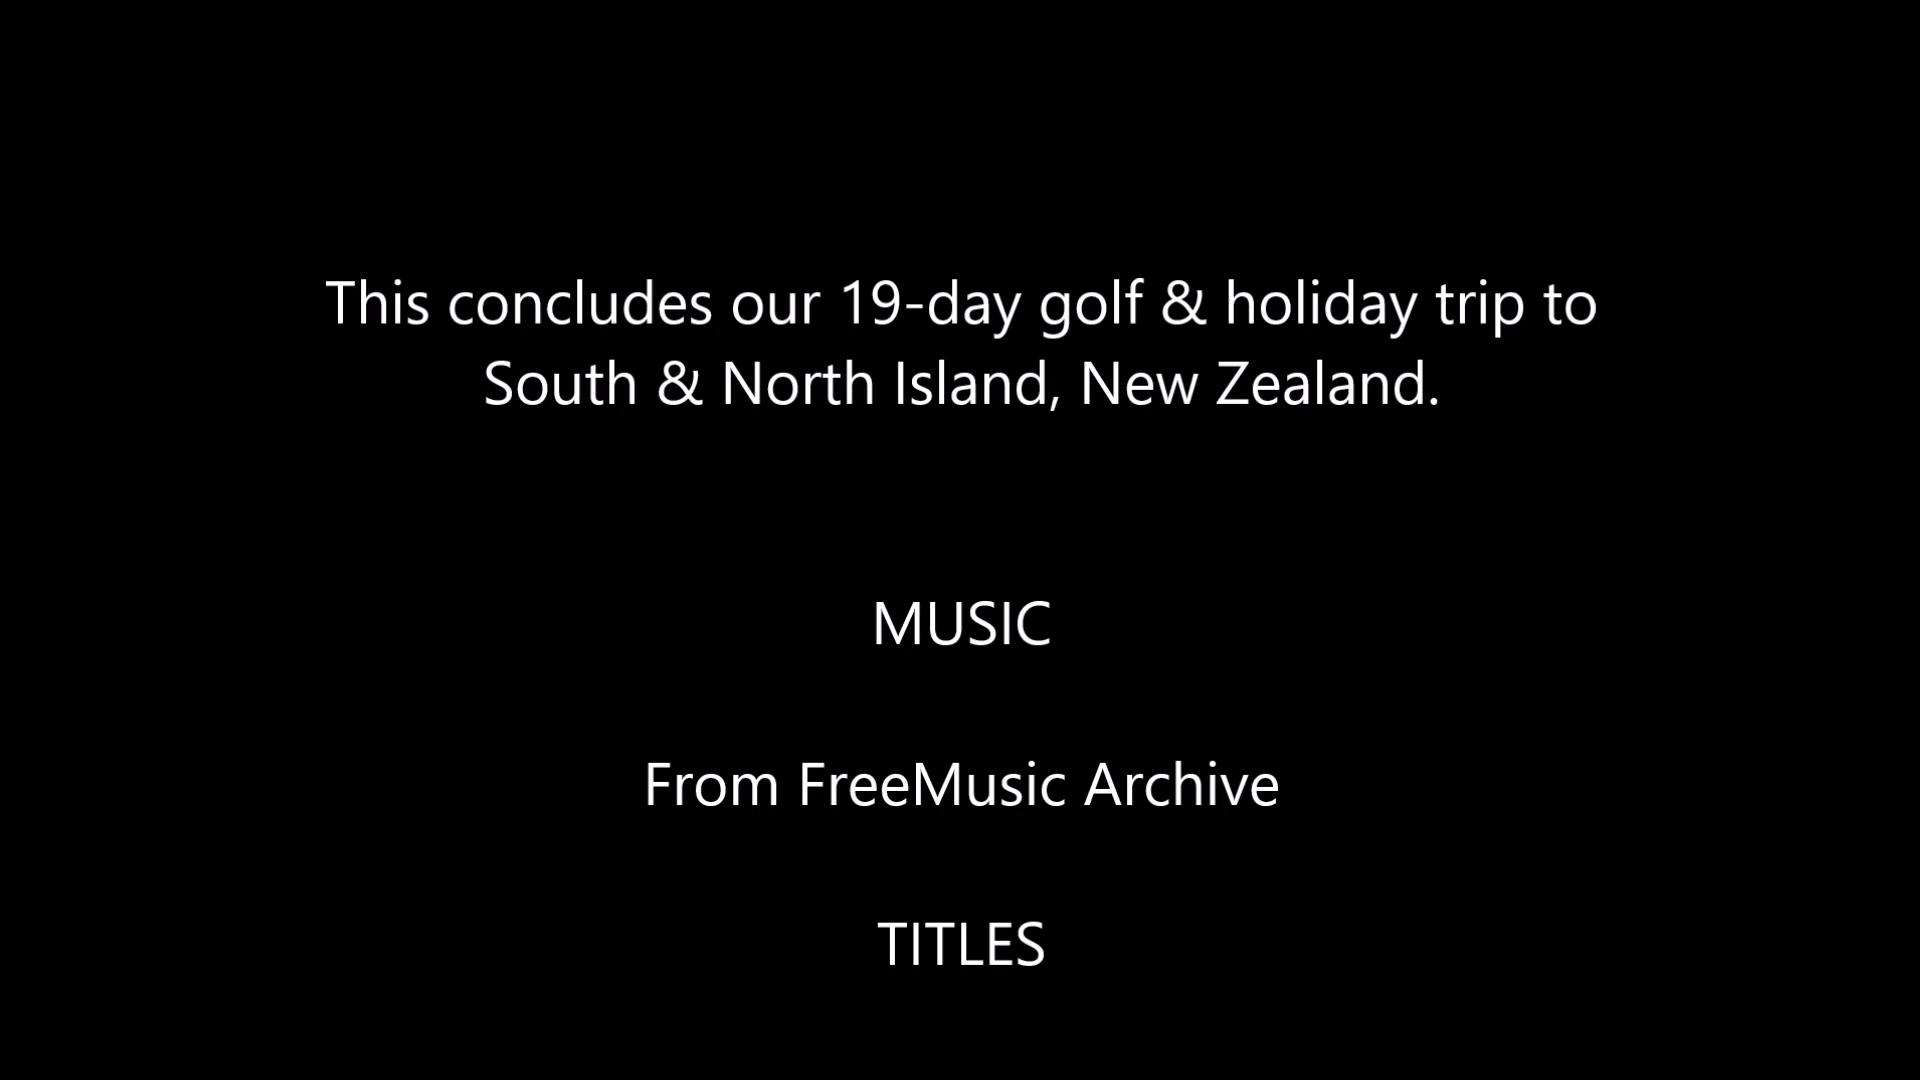 This concludes our 19-day golf & holiday trip to
South & North Island, New Zealand.
MUSIC
From FreeMusic Archive
TITLES